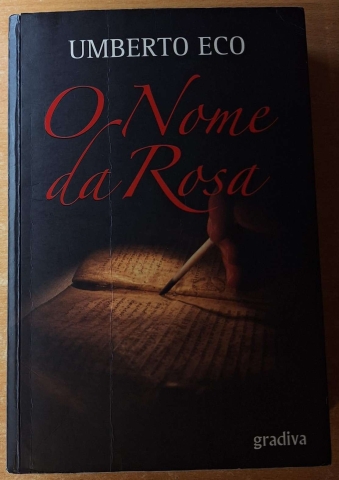 UMBERTO ECO
O Nome
da Rosa
gradiva